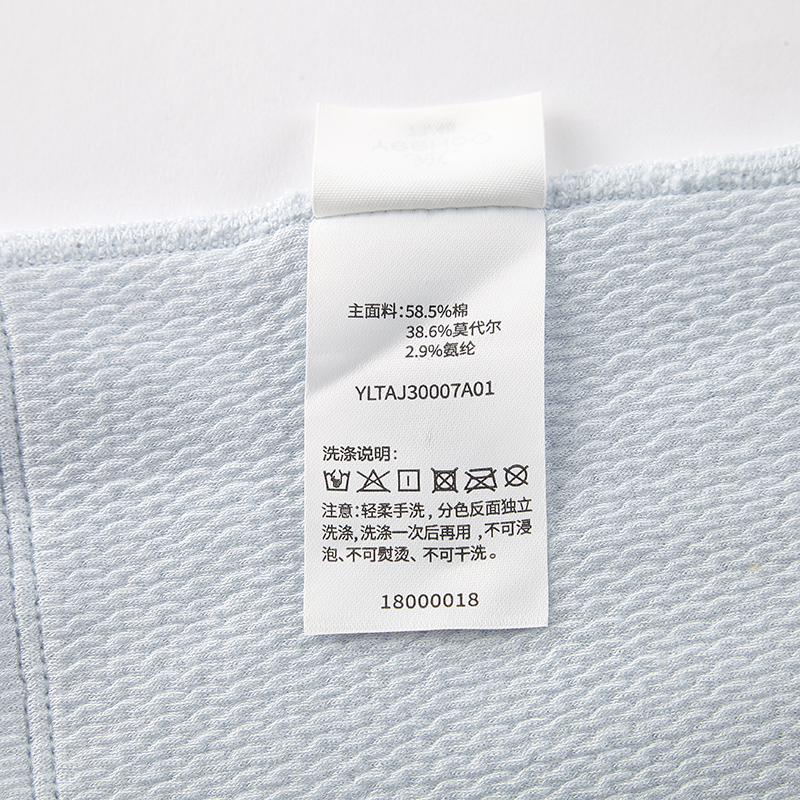 主面料:58.5%棉
38.6%莫代尔
2.9%氨纶
YLTAJ30007A01
洗涤说明:
注意:轻柔手洗,分色反面独立
洗涤,洗涤一次后再用,不可浸
泡、不可熨烫、不可干洗。
18000018